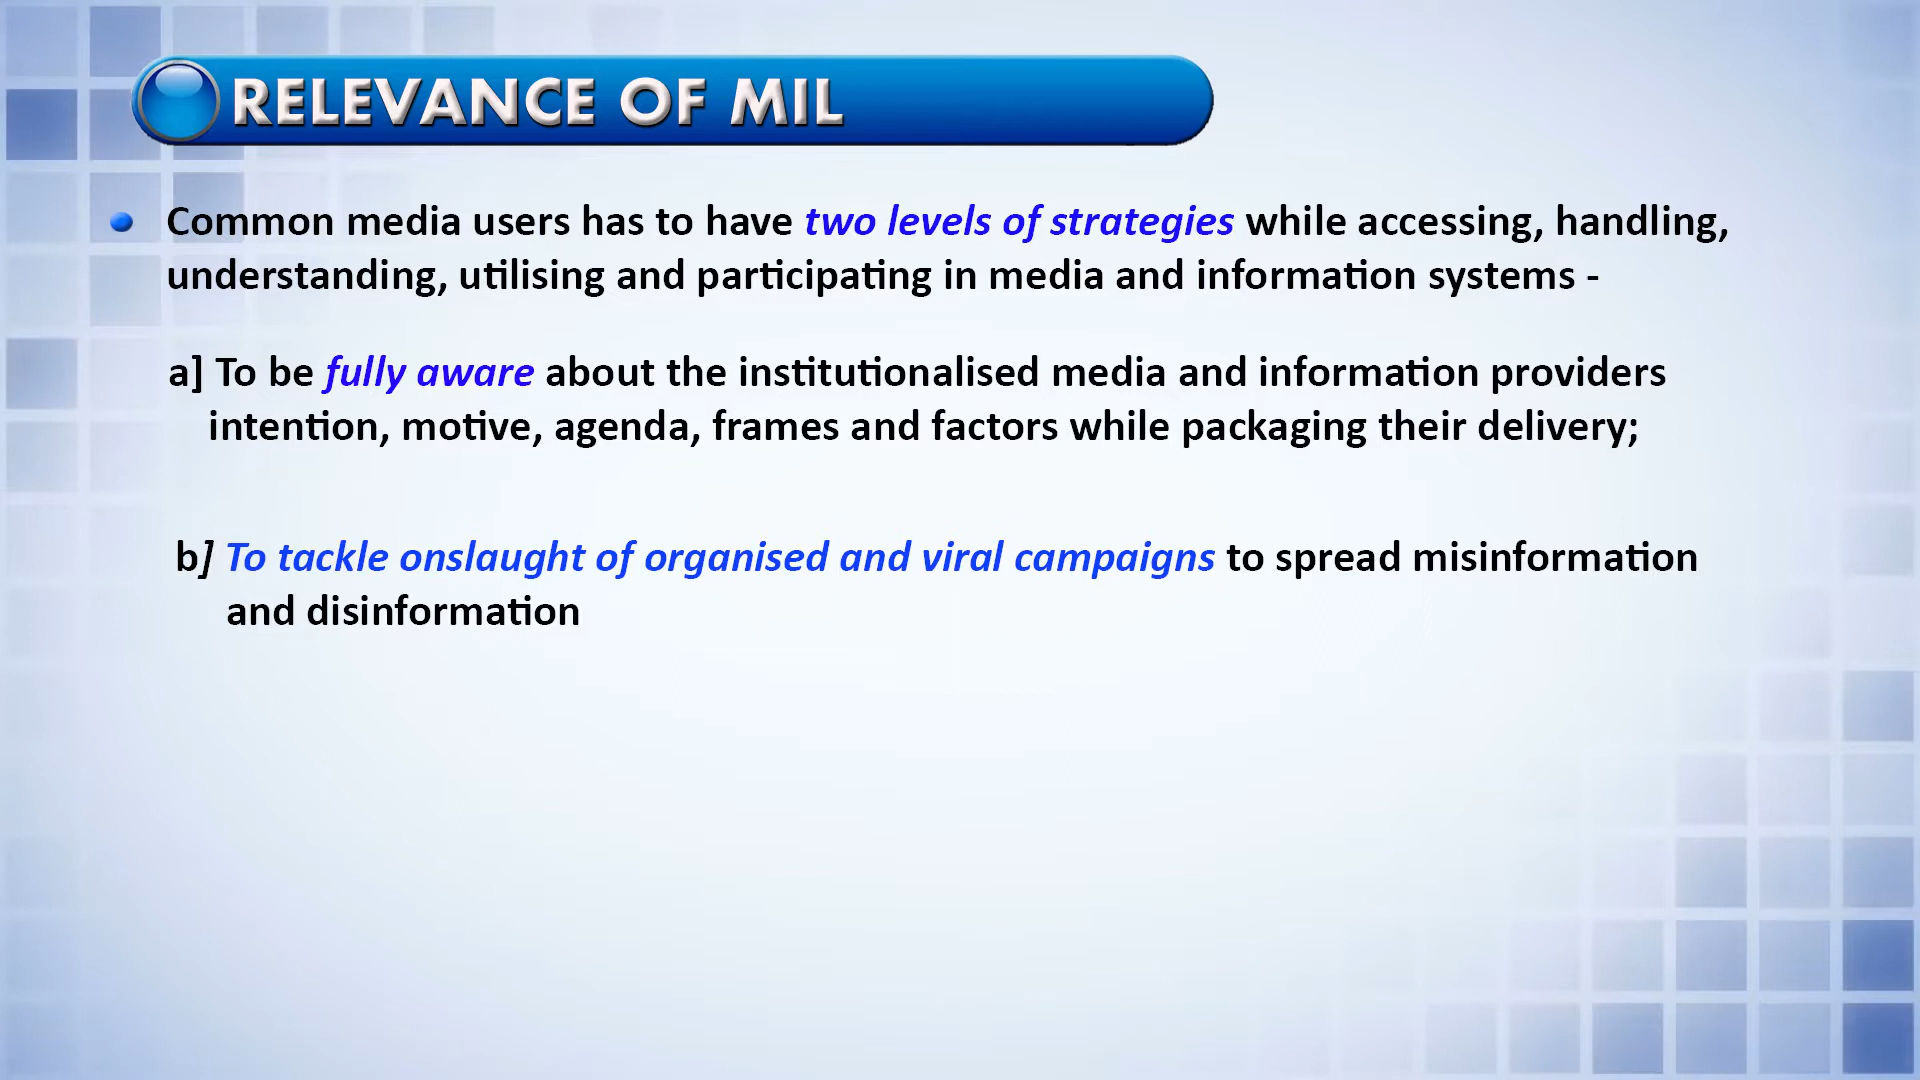 RELEVANCE OF MIL
Common media users has to have two levels of strategies while accessing, handling,
understanding, utilising and participating in media and information systems -
a] To be fully aware about the institutionalised media and information providers
intention, motive, agenda, frames and factors while packaging their delivery;
b] To tackle onslaught of organised and viral campaigns to spread misinformation
and disinformation